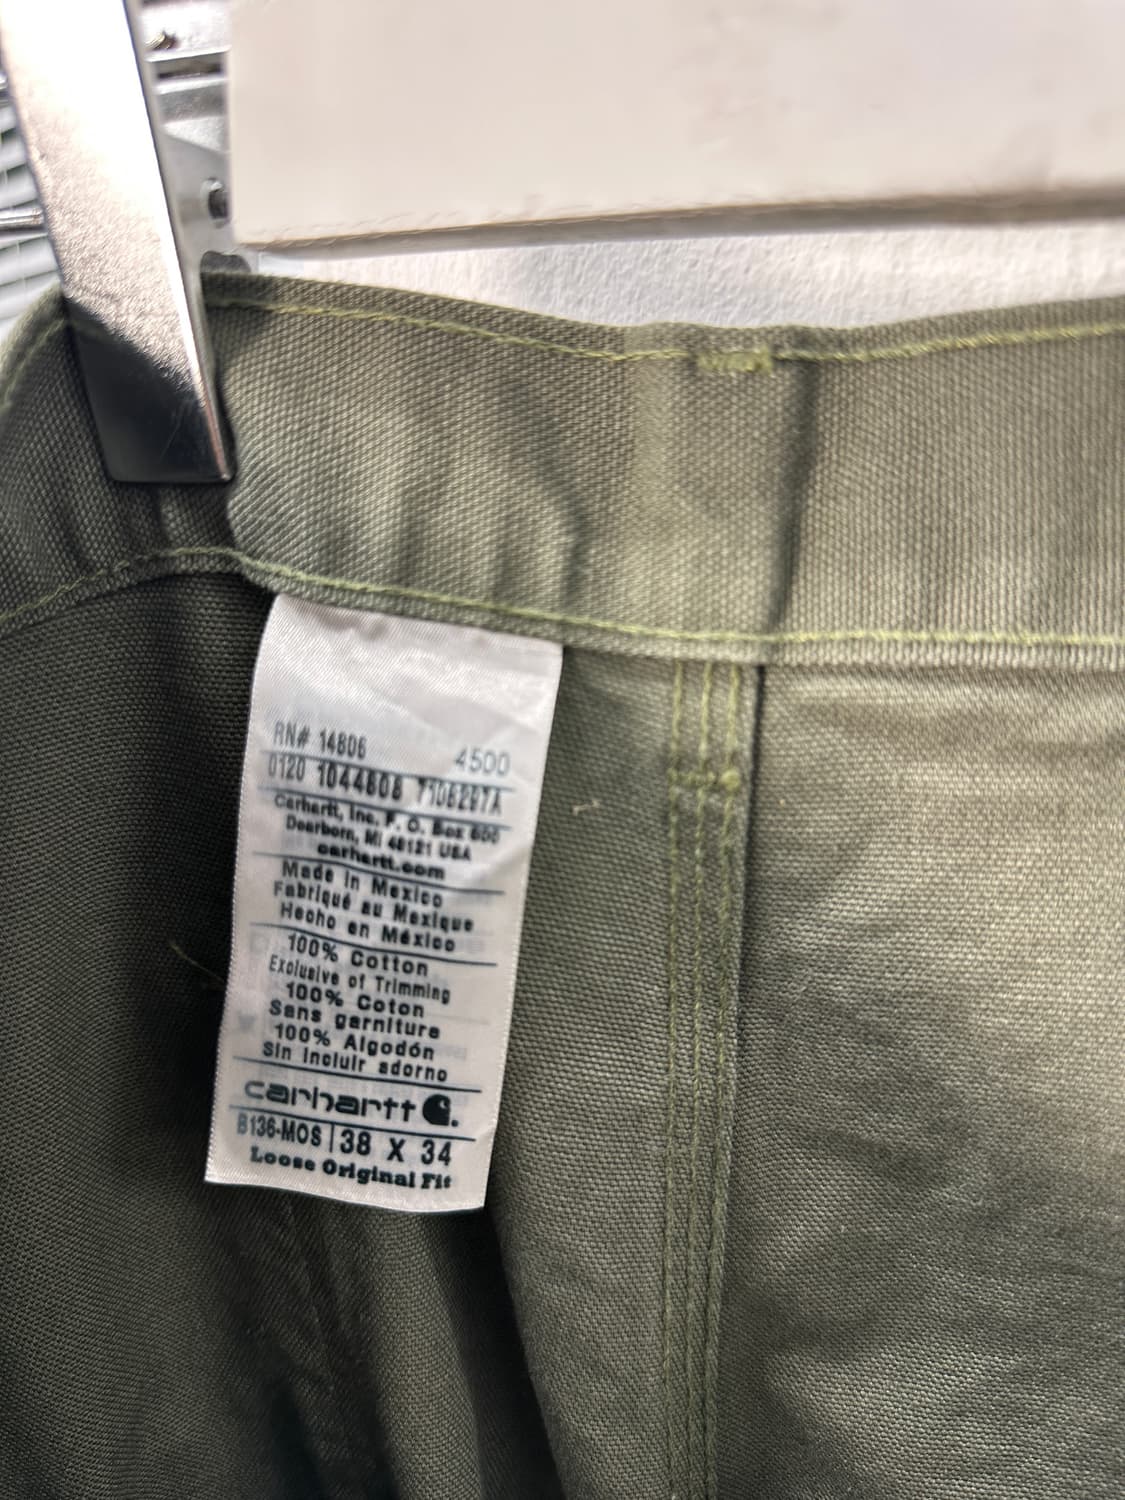 RN# 14806 4500
0120 1044808 7106297A
Carhartt, Inc. P. O. Box 600
Dearborn, MI 48121 USA
carhartt.com
Made in Mexico
Fabriqué au Mexique
Hecho en México
100% Cotton
Exclusive of Trimming
100% Coton
Sans garniture
100% Algodón
Sin incluir adorno
carhartt
B136-MOS | 38 X 34
Loose Original Fit